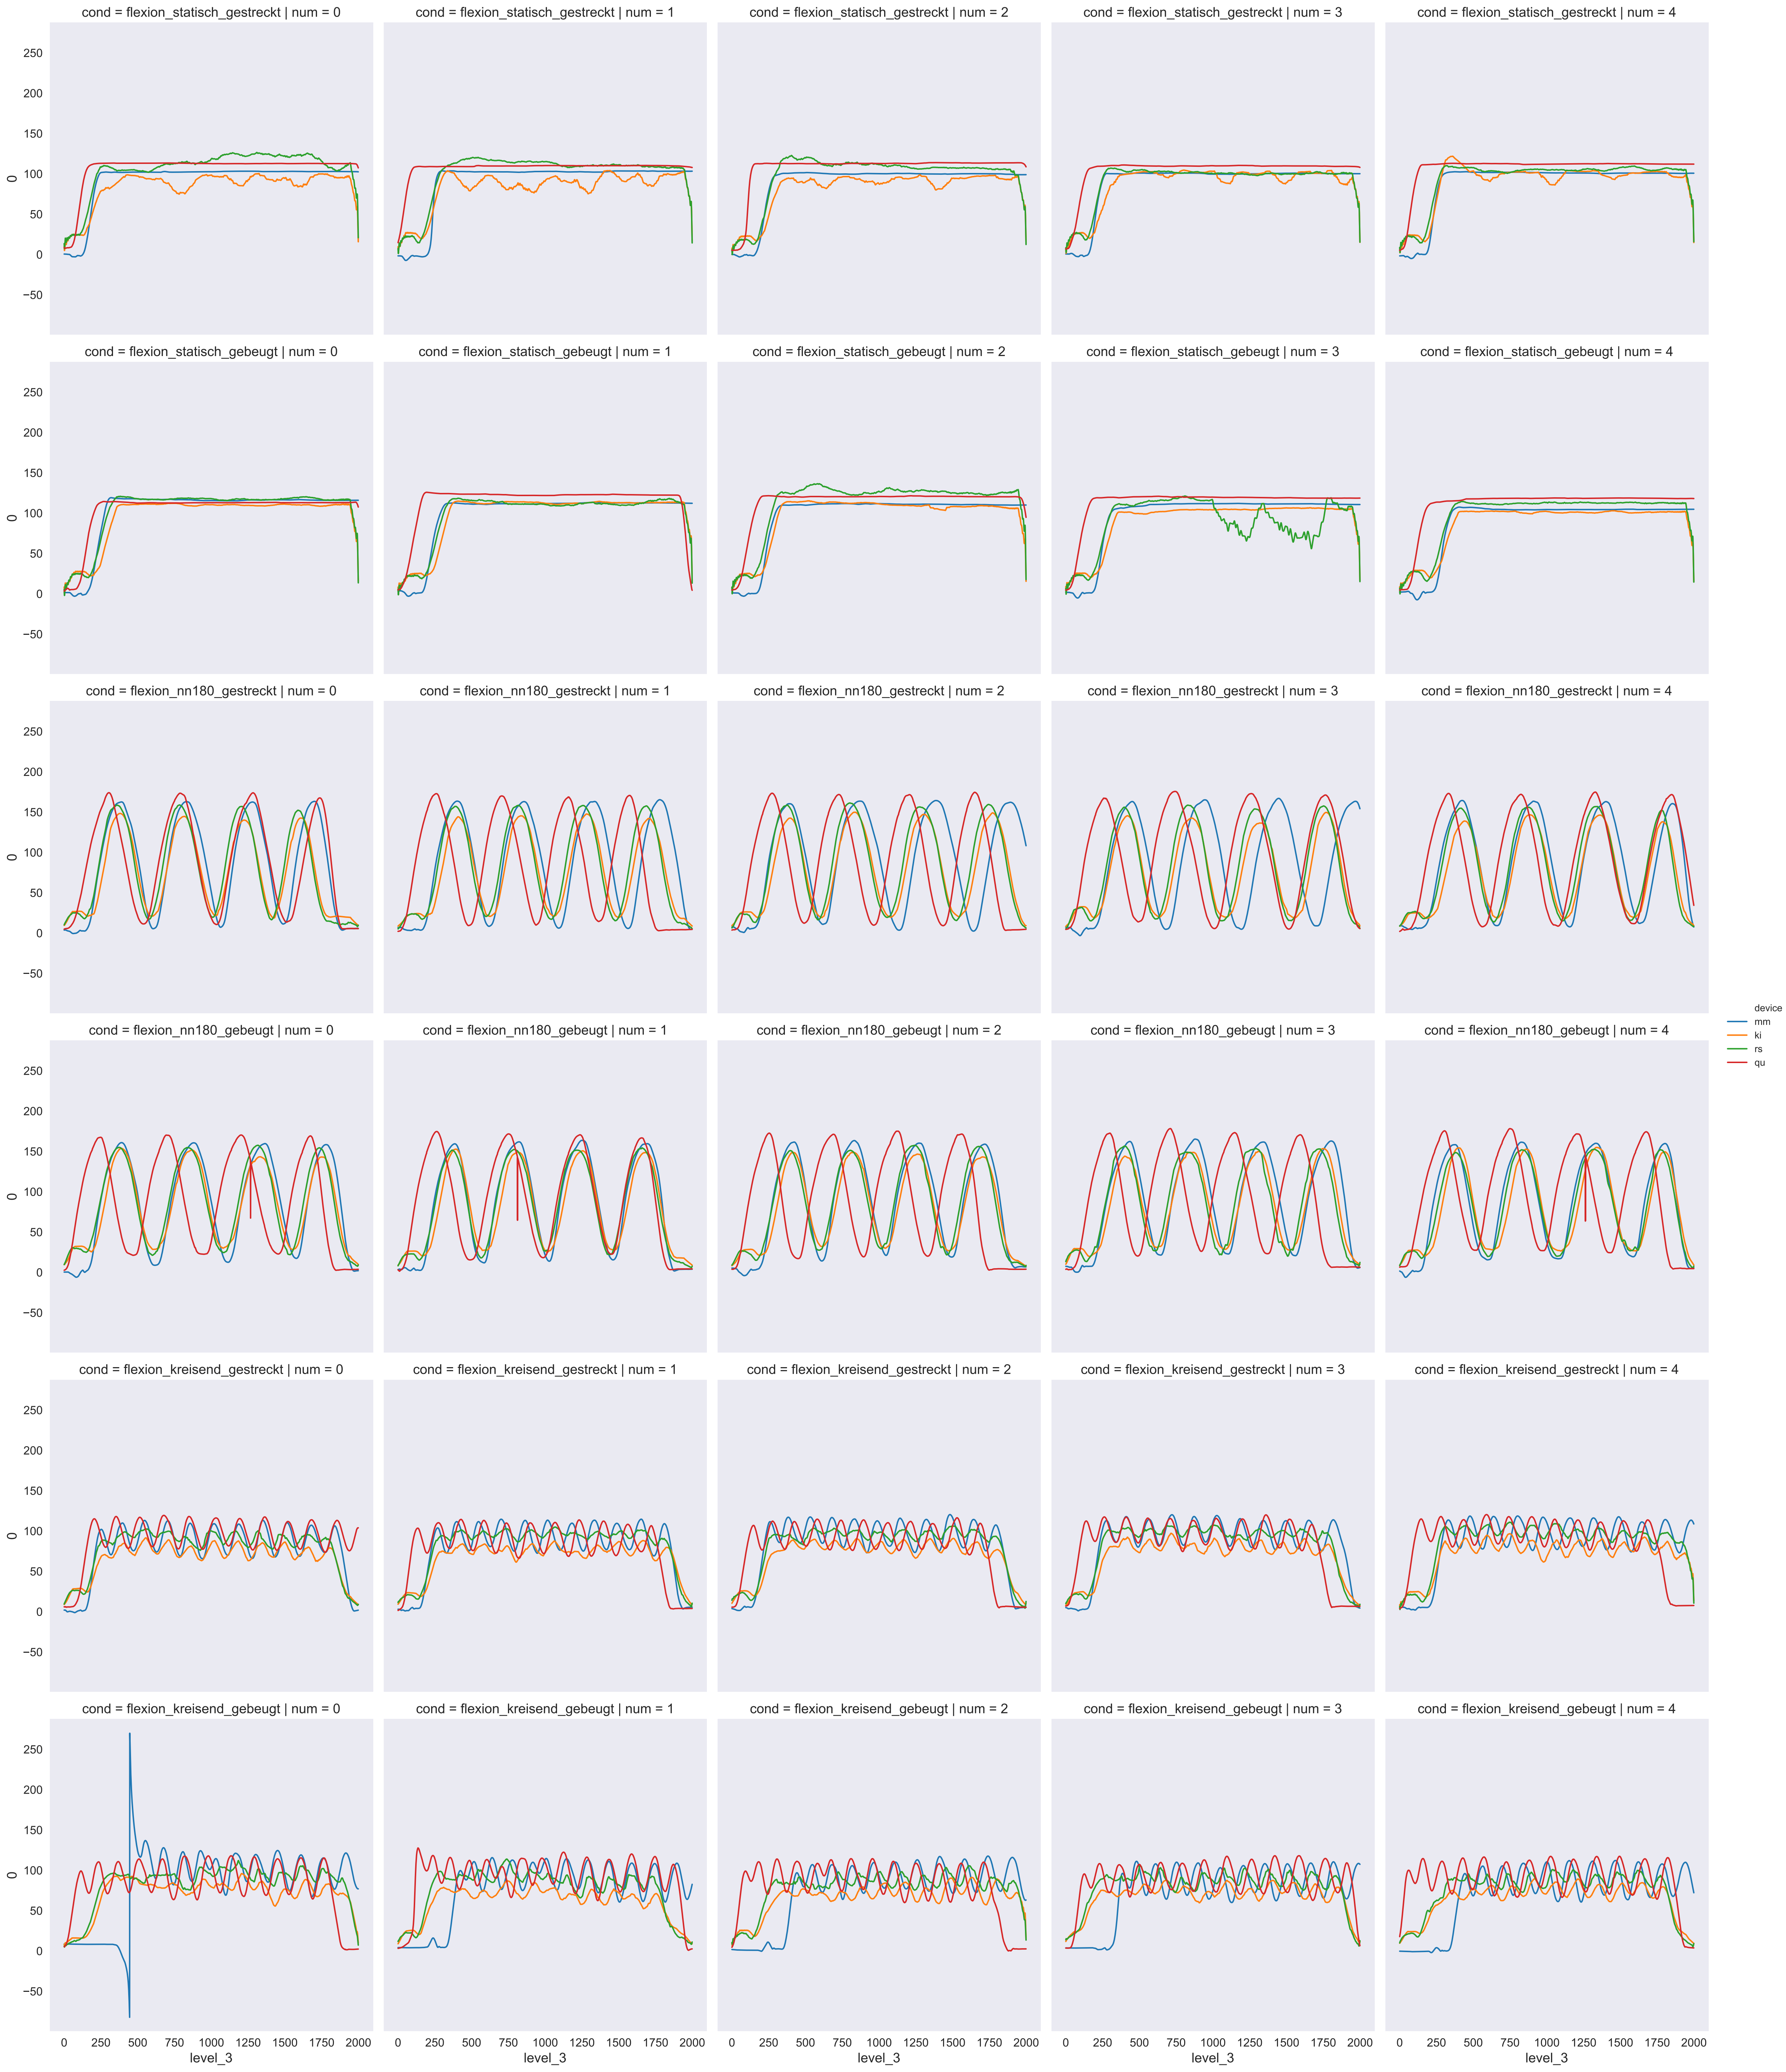 cond = flexion_statisch_gestreckt | num = 0
cond = flexion_statisch_gestreckt | num = 1
cond = flexion_statisch_gestreckt | num = 2
cond = flexion_statisch_gestreckt | num = 3
cond = flexion_statisch_gestreckt | num = 4
250
200
150
100
50
0
−50
0
cond = flexion_statisch_gebeugt | num = 0
cond = flexion_statisch_gebeugt | num = 1
cond = flexion_statisch_gebeugt | num = 2
cond = flexion_statisch_gebeugt | num = 3
cond = flexion_statisch_gebeugt | num = 4
250
200
150
100
50
0
−50
0
cond = flexion_nn180_gestreckt | num = 0
cond = flexion_nn180_gestreckt | num = 1
cond = flexion_nn180_gestreckt | num = 2
cond = flexion_nn180_gestreckt | num = 3
cond = flexion_nn180_gestreckt | num = 4
250
200
150
100
50
0
−50
0
cond = flexion_nn180_gebeugt | num = 0
cond = flexion_nn180_gebeugt | num = 1
cond = flexion_nn180_gebeugt | num = 2
cond = flexion_nn180_gebeugt | num = 3
cond = flexion_nn180_gebeugt | num = 4
250
200
150
100
50
0
−50
0
device
mm
ki
rs
qu
cond = flexion_kreisend_gestreckt | num = 0
cond = flexion_kreisend_gestreckt | num = 1
cond = flexion_kreisend_gestreckt | num = 2
cond = flexion_kreisend_gestreckt | num = 3
cond = flexion_kreisend_gestreckt | num = 4
250
200
150
100
50
0
−50
0
cond = flexion_kreisend_gebeugt | num = 0
cond = flexion_kreisend_gebeugt | num = 1
cond = flexion_kreisend_gebeugt | num = 2
cond = flexion_kreisend_gebeugt | num = 3
cond = flexion_kreisend_gebeugt | num = 4
250
200
150
100
50
0
−50
0
0 250 500 750 1000 1250 1500 1750 2000
level_3
0 250 500 750 1000 1250 1500 1750 2000
level_3
0 250 500 750 1000 1250 1500 1750 2000
level_3
0 250 500 750 1000 1250 1500 1750 2000
level_3
0 250 500 750 1000 1250 1500 1750 2000
level_3